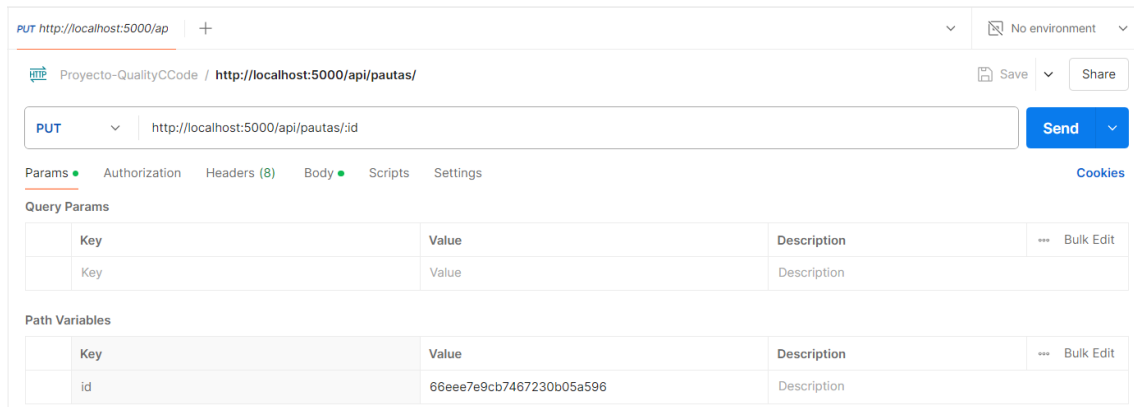 PUT http://localhost:5000/ap No environment
HTTP Proyecto-QualityCCode / http://localhost:5000/api/pautas/ Save Share
PUT http://localhost:5000/api/pautas/:id Send
Params Authorization Headers (8) Body Scripts Settings Cookies
Query Params
Key Value Description Bulk Edit
Key Value Description
Path Variables
Key Value Description Bulk Edit
id 66eee7e9cb7467230b05a596 Description